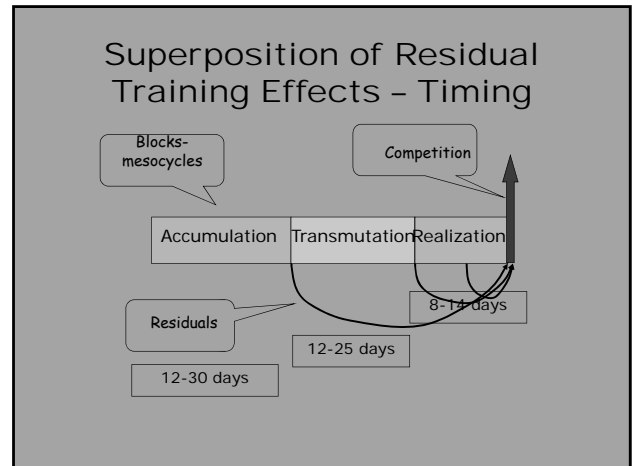 Superposition of Residual
Training Effects – Timing
Blocks-
mesocycles
Competition
Accumulation
Transmutation
Realization
Residuals
8-14 days
12-25 days
12-30 days